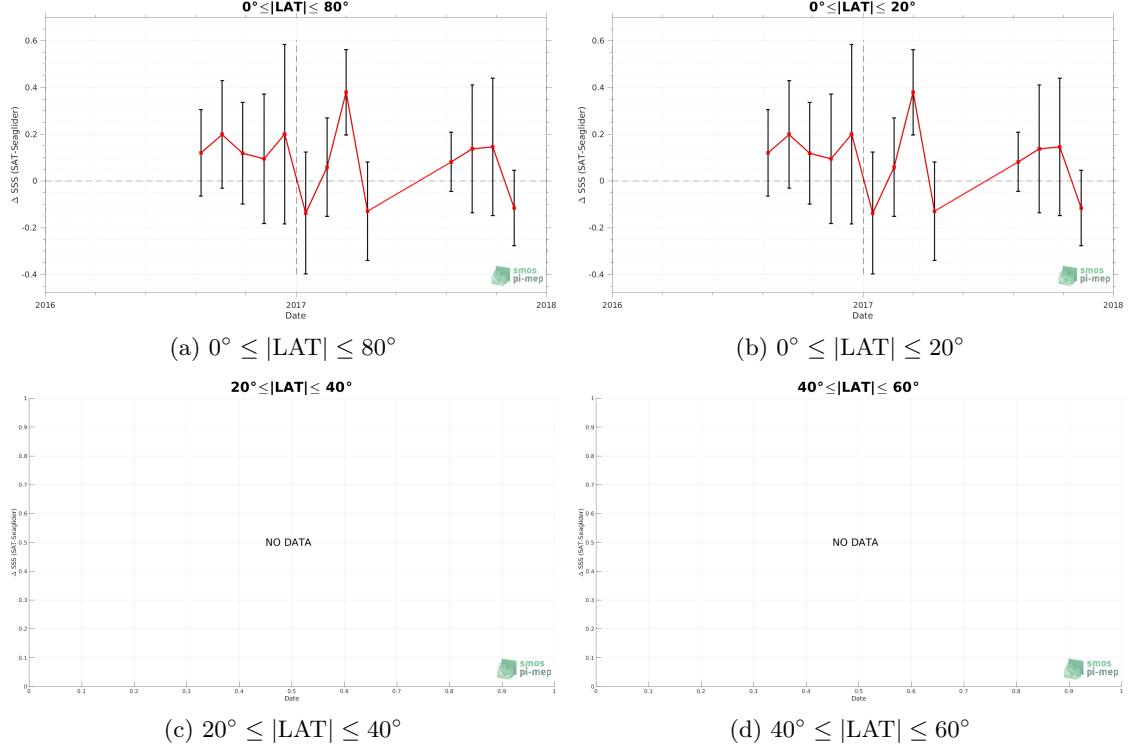 0°≤|LAT|≤ 80°
Δ SSS (SAT-Seaglider)
0.6
0.4
0.2
0
-0.2
-0.4
2016
2017
2018
Date
smos
pi-mep
(a) 0° ≤ |LAT| ≤ 80°
0°≤|LAT|≤ 20°
Δ SSS (SAT-Seaglider)
0.6
0.4
0.2
0
-0.2
-0.4
2016
2017
2018
Date
smos
pi-mep
(b) 0° ≤ |LAT| ≤ 20°
20°≤|LAT|≤ 40°
Δ SSS (SAT-Seaglider)
1
0.9
0.8
0.7
0.6
0.5
0.4
0.3
0.2
0.1
0
NO DATA
0 0.1 0.2 0.3 0.4 0.5 0.6 0.7 0.8 0.9 1
Date
smos
pi-mep
(c) 20° ≤ |LAT| ≤ 40°
40°≤|LAT|≤ 60°
Δ SSS (SAT-Seaglider)
1
0.9
0.8
0.7
0.6
0.5
0.4
0.3
0.2
0.1
0
NO DATA
0 0.1 0.2 0.3 0.4 0.5 0.6 0.7 0.8 0.9 1
Date
smos
pi-mep
(d) 40° ≤ |LAT| ≤ 60°